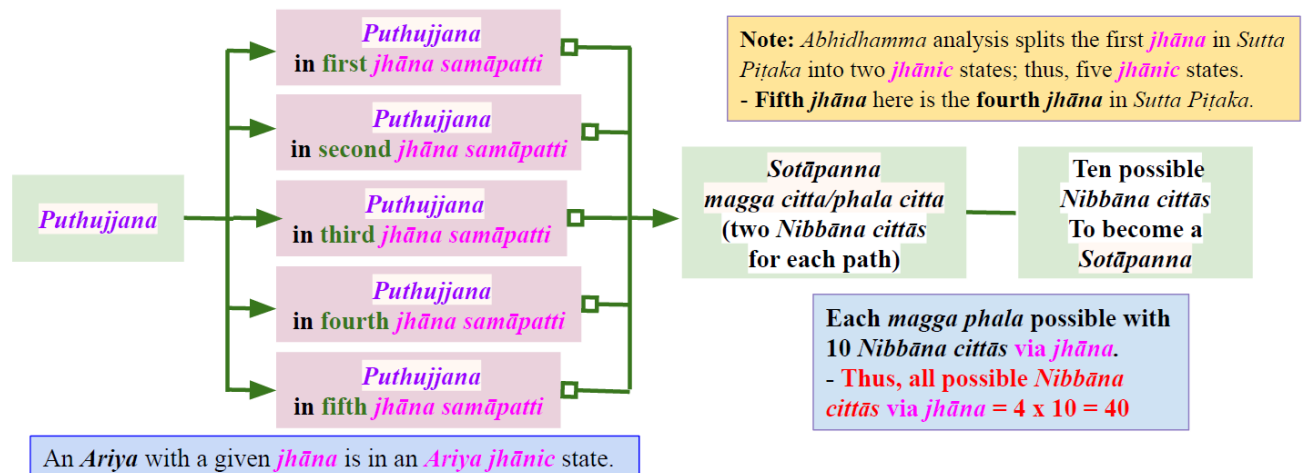 Puthujjana
Puthujjana
in first jhāna samāpatti
Puthujjana
in second jhāna samāpatti
Puthujjana
in third jhāna samāpatti
Puthujjana
in fourth jhāna samāpatti
Puthujjana
in fifth jhāna samāpatti
Note: Abhidhamma analysis splits the first jhāna in Sutta
Piṭaka into two jhānic states; thus, five jhānic states.
- Fifth jhāna here is the fourth jhāna in Sutta Piṭaka.
Sotāpanna
magga citta/phala citta
(two Nibbāna cittās
for each path)
Ten possible
Nibbāna cittās
To become a
Sotāpanna
Each magga phala possible with
10 Nibbāna cittās via jhāna.
- Thus, all possible Nibbāna
cittās via jhāna = 4 x 10 = 40
An Ariya with a given jhāna is in an Ariya jhānic state.